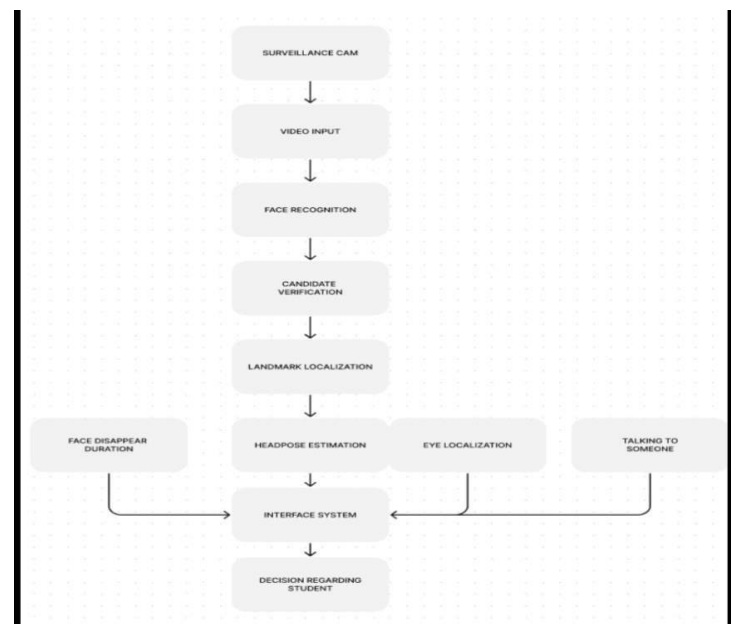 SURVEILLANCE CAM
VIDEO INPUT
FACE RECOGNITION
CANDIDATE
VERIFICATION
LANDMARK LOCALIZATION
FACE DISAPPEAR
DURATION
HEADPOSE ESTIMATION
EYE LOCALIZATION
TALKING TO
SOMEONE
INTERFACE SYSTEM
DECISION REGARDING
STUDENT